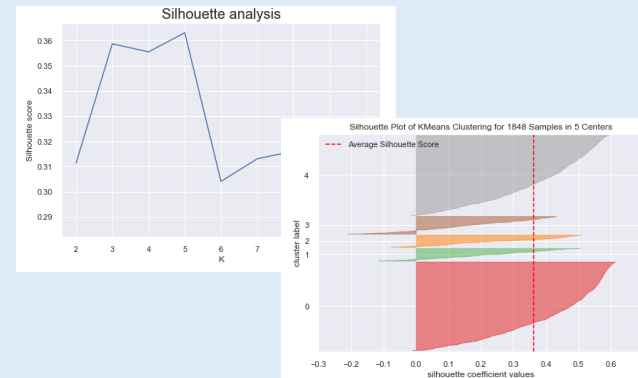 Silhouette analysis
0.36
0.35
0.34
0.33
0.32
0.31
0.30
0.29
Silhouette score
2 3 4 5 6 7
K
Silhouette Plot of KMeans Clustering for 1848 Samples in 5 Centers
Average Silhouette Score
4
3
2
1
0
cluster label
−0.3 −0.2 −0.1 0.0 0.1 0.2 0.3 0.4 0.5 0.6
silhouette coefficient values